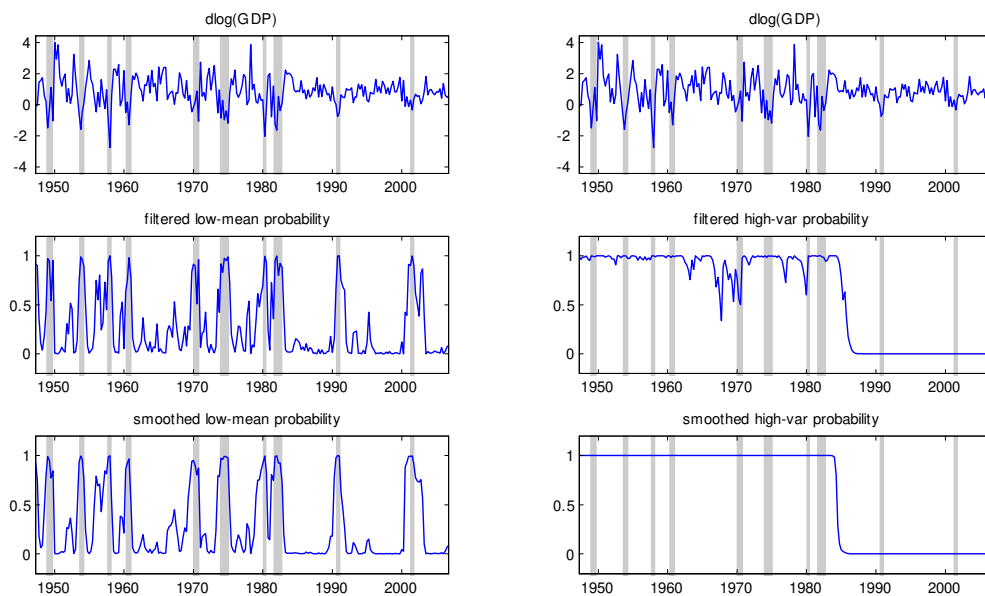 dlog(GDP)
4
2
0
-2
-4
1950 1960 1970 1980 1990 2000
dlog(GDP)
4
2
0
-2
-4
1950 1960 1970 1980 1990 2000
filtered low-mean probability
1
0.5
0
1950 1960 1970 1980 1990 2000
filtered high-var probability
1
0.5
0
1950 1960 1970 1980 1990 2000
smoothed low-mean probability
1
0.5
0
1950 1960 1970 1980 1990 2000
smoothed high-var probability
1
0.5
0
1950 1960 1970 1980 1990 2000